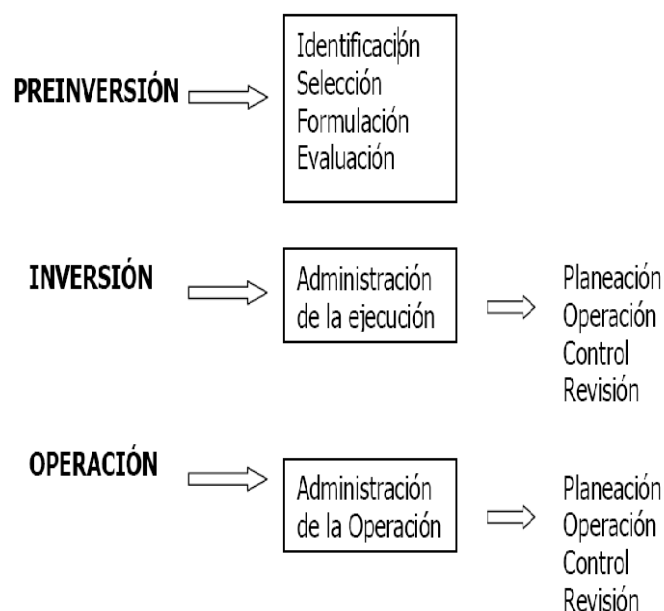 PREINVERSIÓN
Identificación
Selección
Formulación
Evaluación
INVERSIÓN
Administración
de la ejecución
Planeación
Operación
Control
Revisión
OPERACIÓN
Administración
de la Operación
Planeación
Operación
Control
Revisión